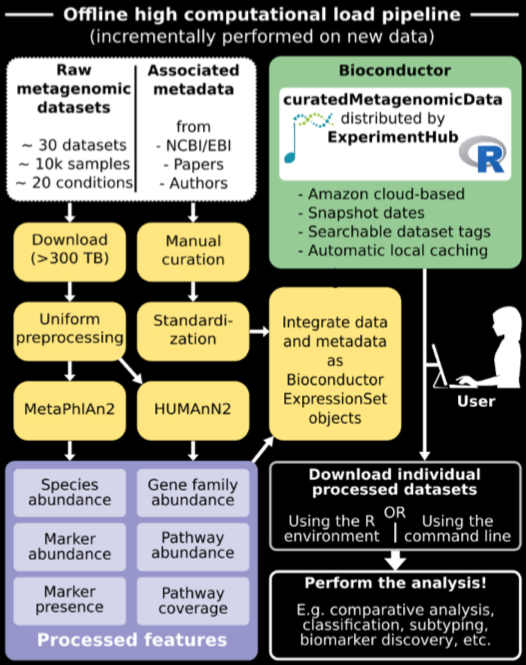 Offline high computational load pipeline
(incrementally performed on new data)
Raw
metagenomic
datasets
~ 30 datasets
~ 10k samples
~ 20 conditions
Associated
metadata
from
- NCBI/EBI
- Papers
- Authors
Download
(>300 TB)
Manual
curation
Uniform
preprocessing
Standardi-
zation
MetaPhlAn2
HUMAnN2
Species
abundance
Gene family
abundance
Marker
abundance
Pathway
abundance
Marker
presence
Pathway
coverage
Processed features
Integrate data
and metadata
as
Bioconductor
ExpressionSet
objects
Bioconductor
curatedMetagenomicData
distributed by
ExperimentHub
R
- Amazon cloud-based
- Snapshot dates
- Searchable dataset tags
- Automatic local caching
User
Download individual
processed datasets
OR
Using the R
environment
Using the
command line
Perform the analysis!
E.g. comparative analysis,
classification, subtyping,
biomarker discovery, etc.